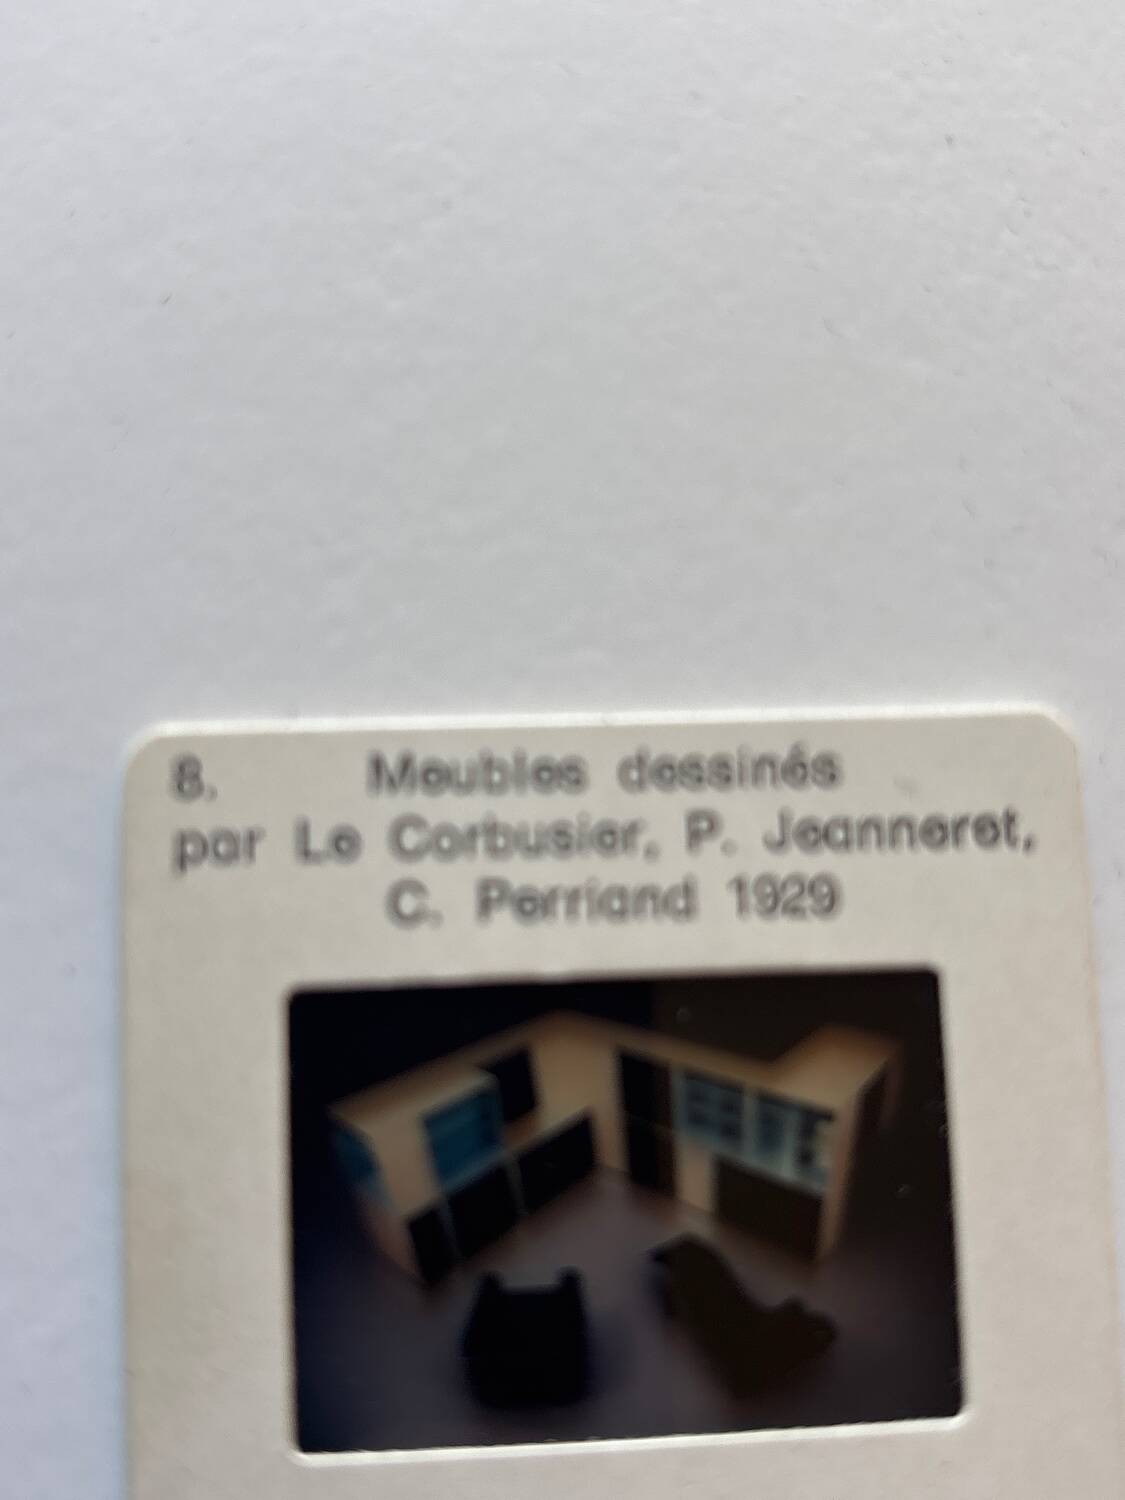 8. Meubles dessinés
par Le Corbusier, P. Jeanneret,
C. Perriand 1929